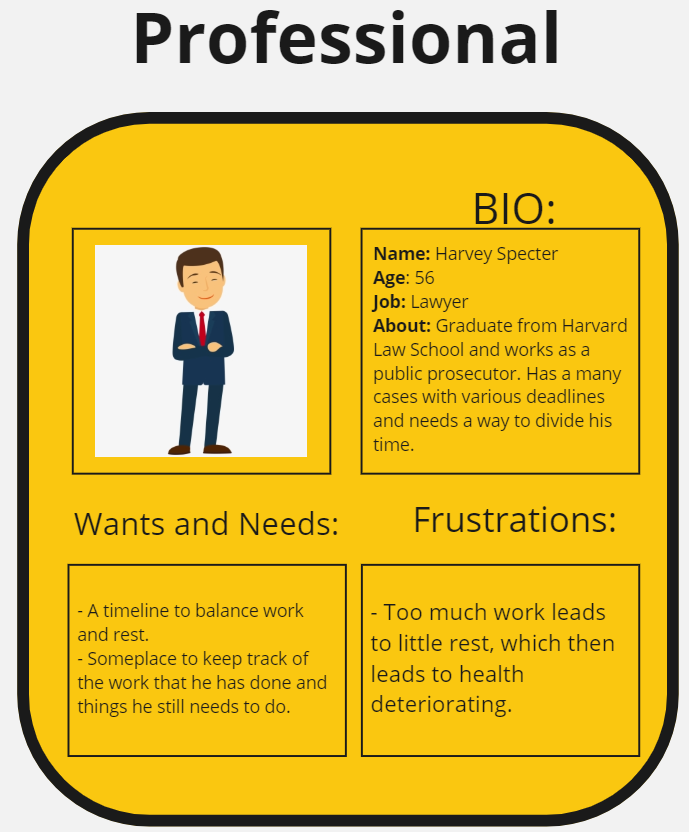 Professional
BIO:
Name: Harvey Specter
Age: 56
Job: Lawyer
About: Graduate from Harvard
Law School and works as a
public prosecutor. Has a many
cases with various deadlines
and needs a way to divide his
time.
Wants and Needs:
- A timeline to balance work
and rest.
- Someplace to keep track of
the work that he has done and
things he still needs to do.
Frustrations:
- Too much work leads
to little rest, which then
leads to health
deteriorating.